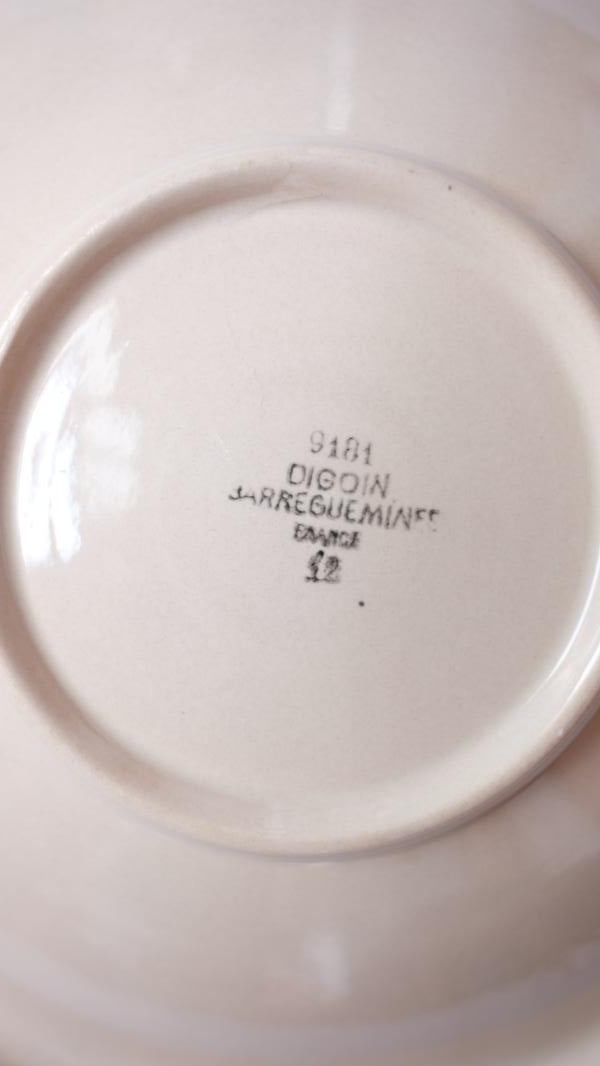 9181
DIGOIN
SARREGUEMINES
FRANCE
12